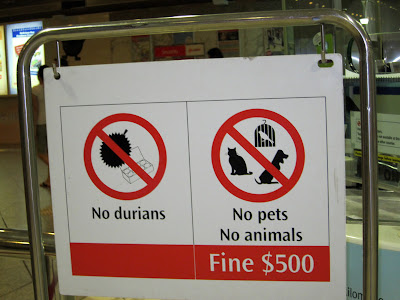 No durians
No pets
No animals
Fine $500